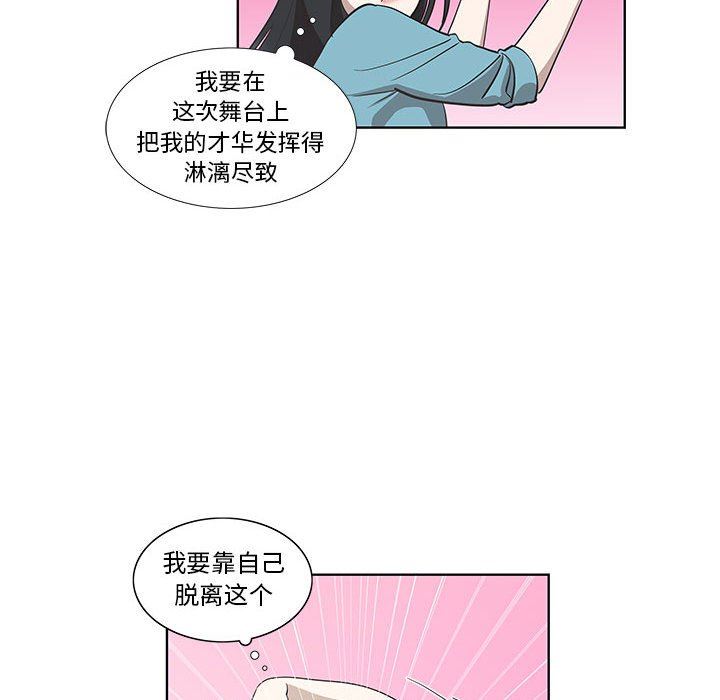 我要在
这次舞台上
把我的才华发挥得
淋漓尽致
我要靠自己
脱离这个